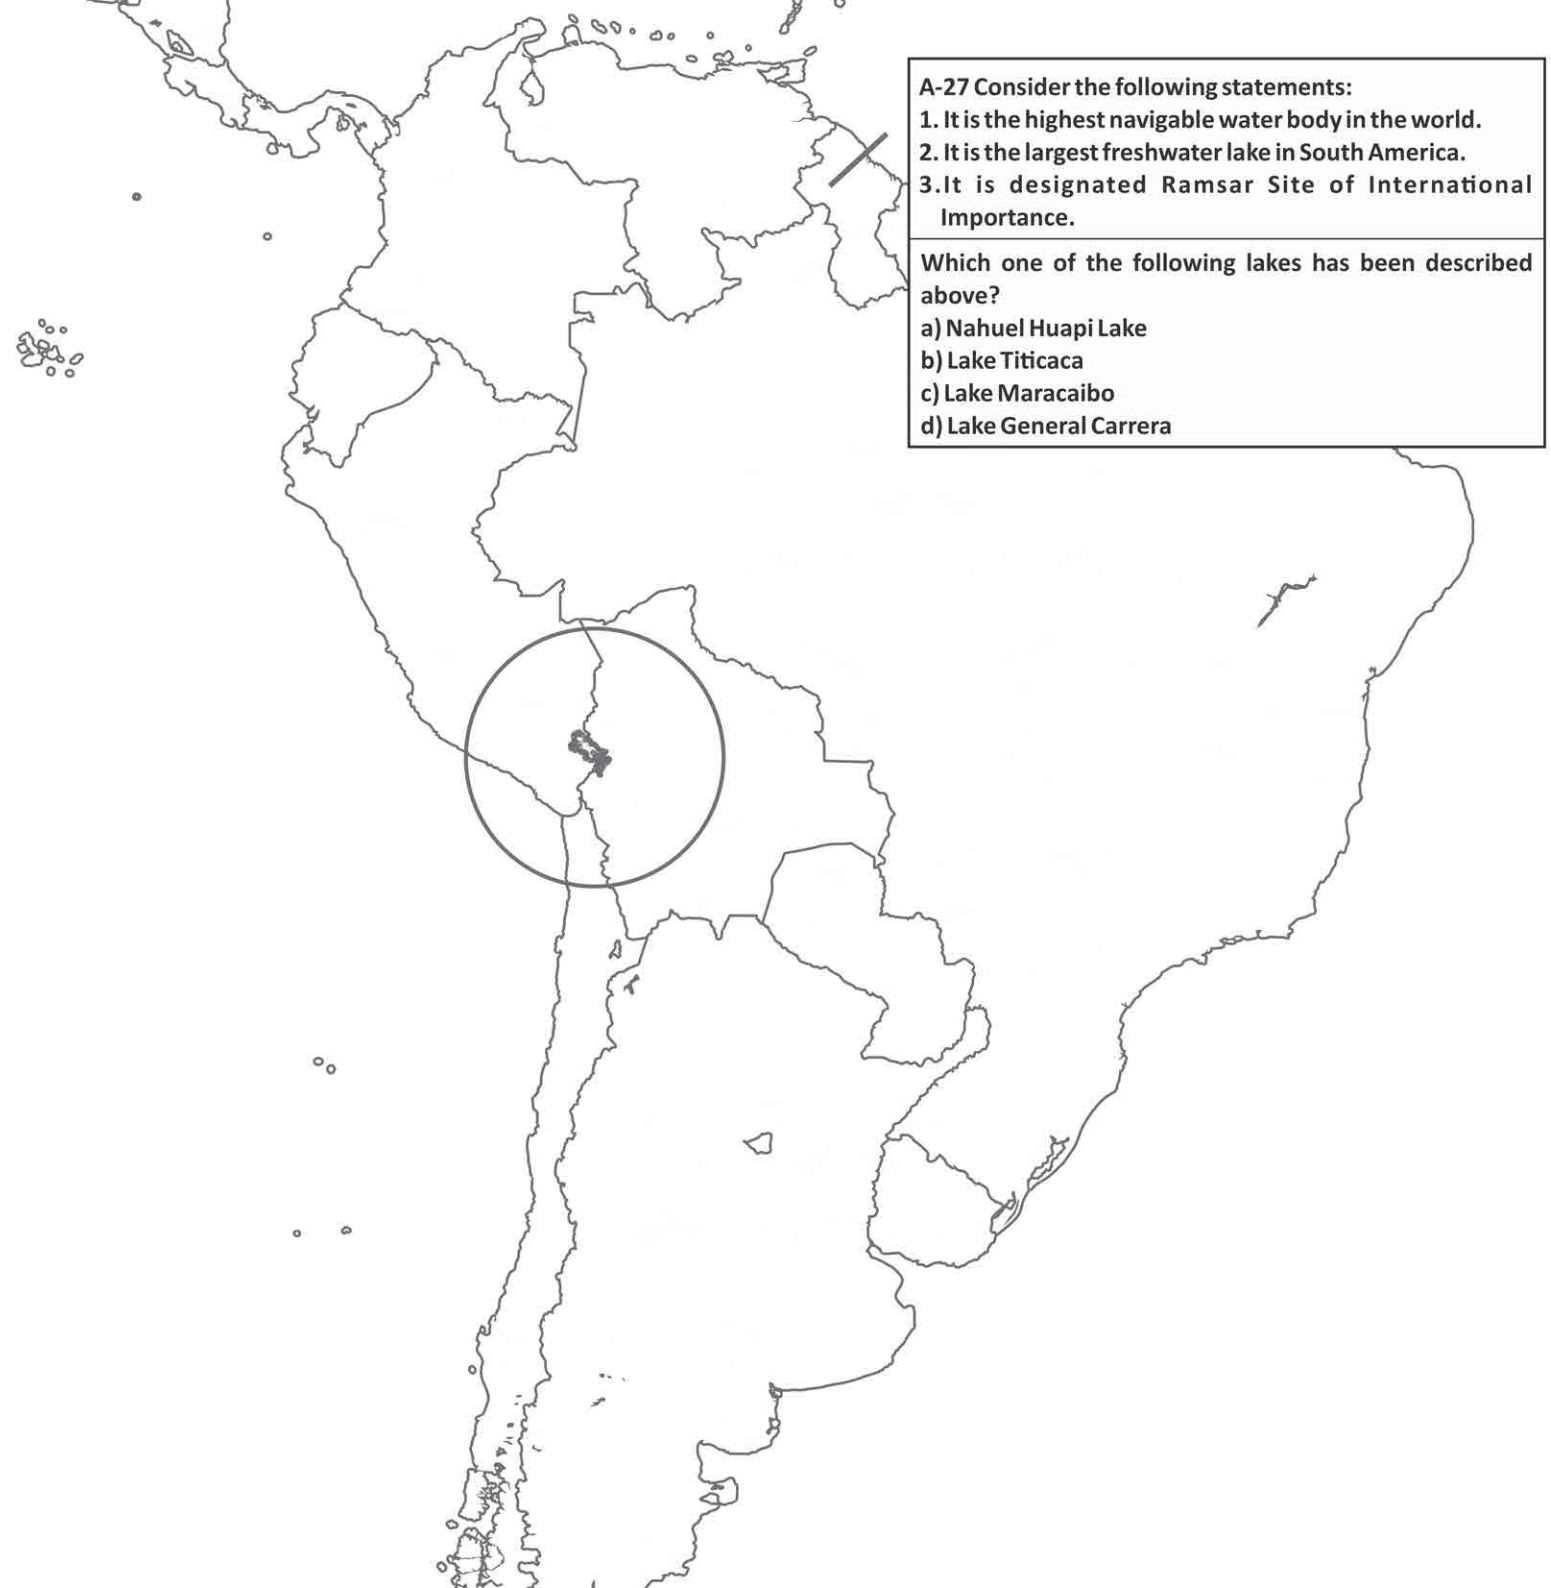 A-27 Consider the following statements:
1. It is the highest navigable water body in the world.
2. It is the largest freshwater lake in South America.
3.It is designated Ramsar Site of International
Importance.
Which one of the following lakes has been described
above?
a) Nahuel Huapi Lake
b) Lake Titicaca
c) Lake Maracaibo
d) Lake General Carrera